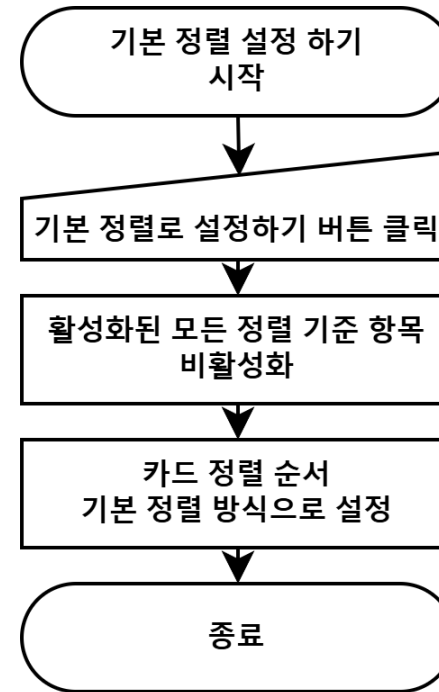 기본 정렬 설정 하기
시작
기본 정렬로 설정하기 버튼 클릭
활성화된 모든 정렬 기준 항목
비활성화
카드 정렬 순서
기본 정렬 방식으로 설정
종료